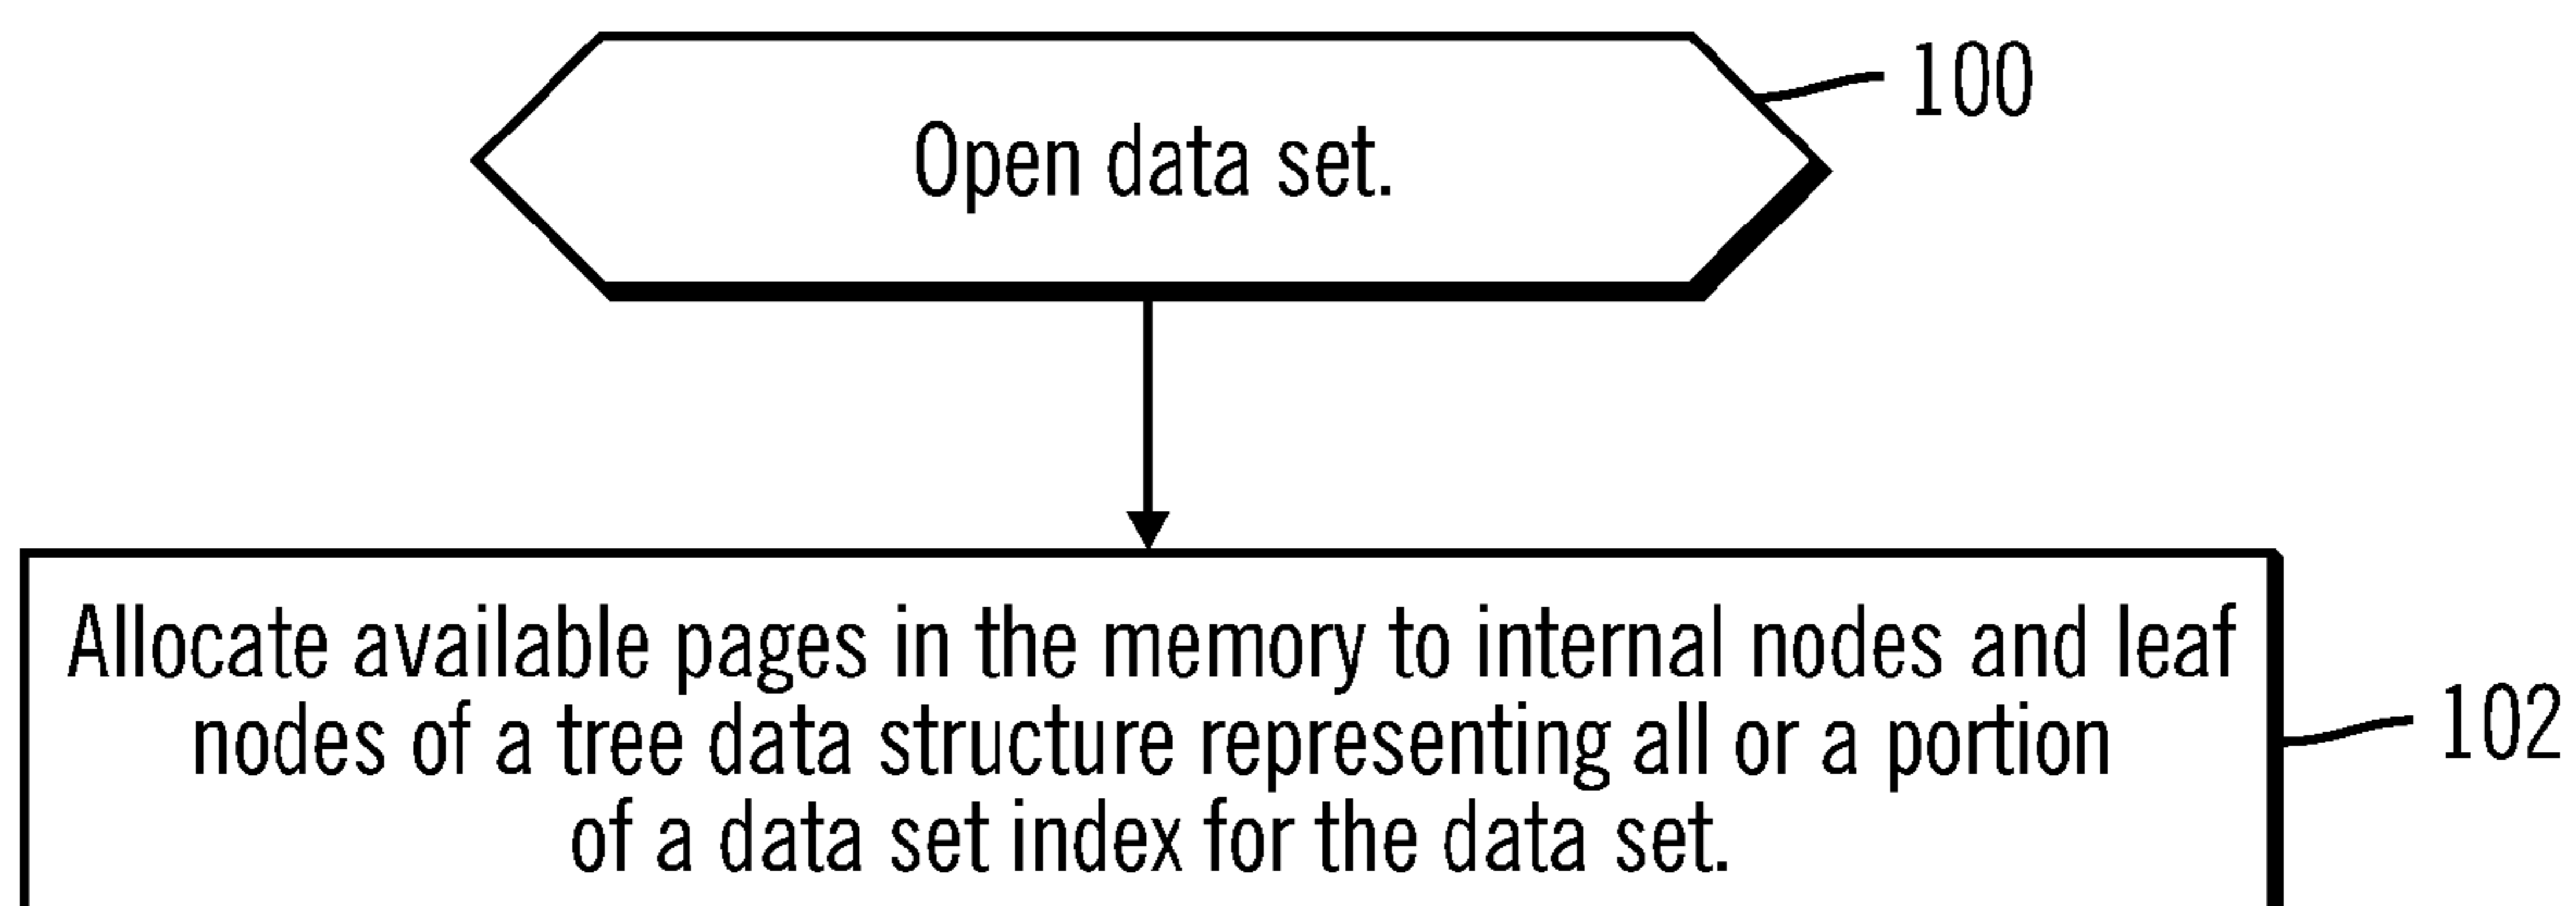 Open data set.
100
Allocate available pages in the memory to internal nodes and leaf
nodes of a tree data structure representing all or a portion
of a data set index for the data set.
102